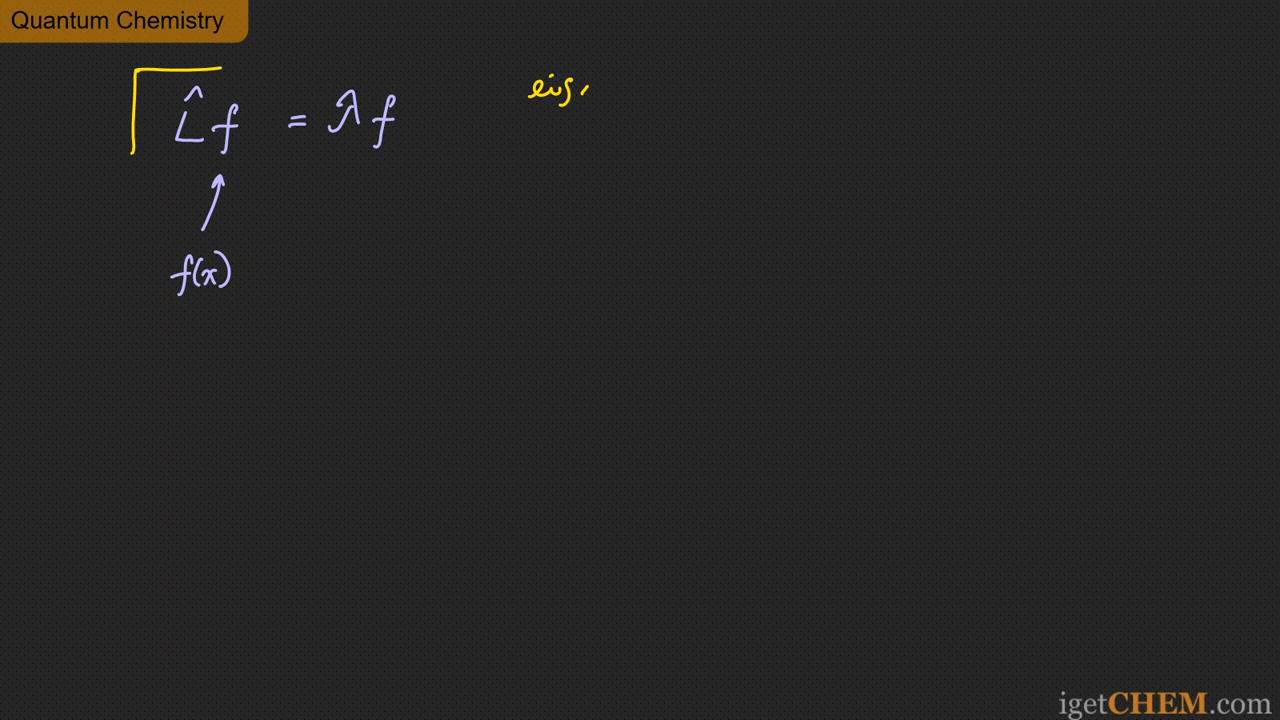 Quantum Chemistry
L̂f = λf
eig
f(x)
igetCHEM.com